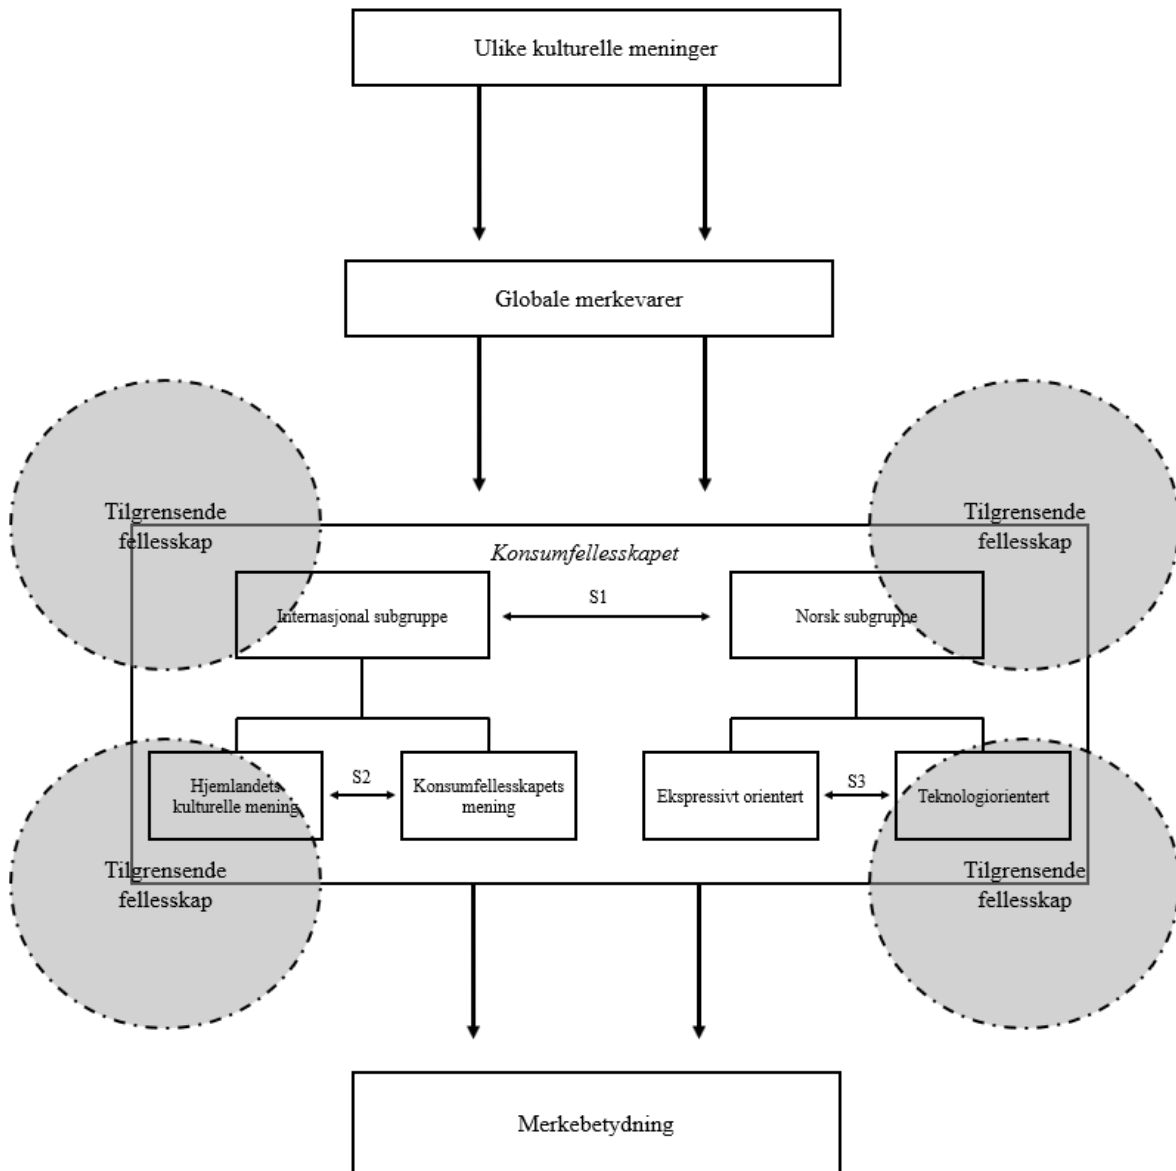 Ulike kulturelle meninger
Globale merkevarer
Tilgrensende
fellesskap
Tilgrensende
fellesskap
Konsumfellesskapet
Internasjonal subgruppe
S1
Norsk subgruppe
Hjemlandets
kulturelle mening
S2
Konsumfellesskapets
mening
Ekspressivt orientert
S3
Teknologiorientert
Tilgrensende
fellesskap
Tilgrensende
fellesskap
Merkebetydning